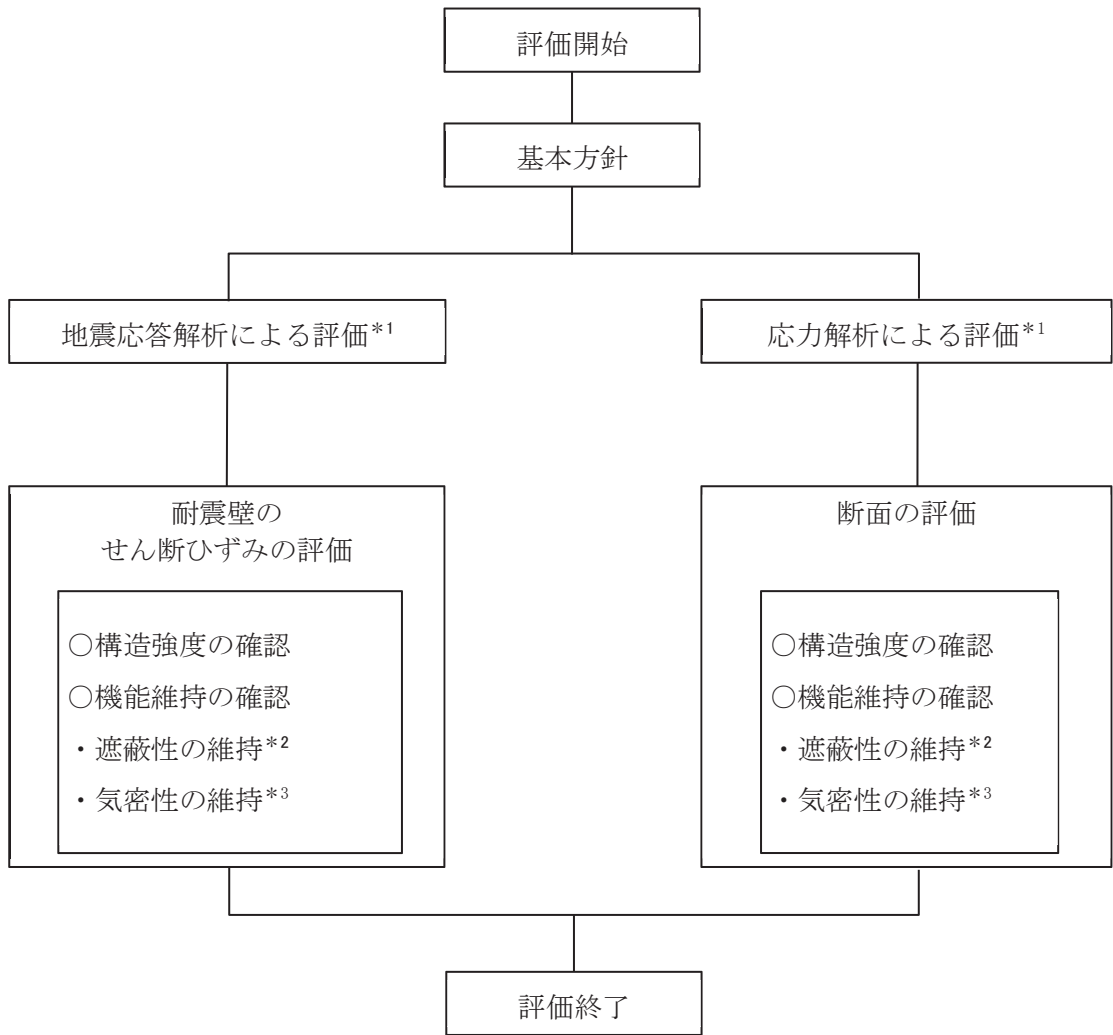 評価開始
基本方針
地震応答解析による評価*1
応力解析による評価*1
耐震壁の
せん断ひずみの評価
○構造強度の確認
○機能維持の確認
・遮蔽性の維持*2
・気密性の維持*3
断面の評価
○構造強度の確認
○機能維持の確認
・遮蔽性の維持*2
・気密性の維持*3
評価終了